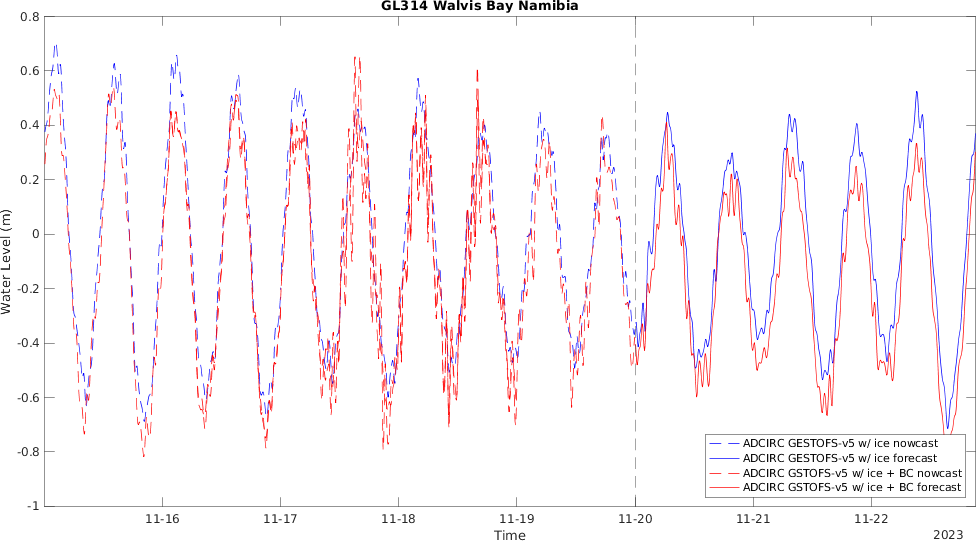 GL314 Walvis Bay Namibia
0.8
0.6
0.4
0.2
0
-0.2
-0.4
-0.6
-0.8
-1
Water Level (m)
11-16
11-17
11-18
11-19
11-20
11-21
11-22
Time
2023
ADCIRC GESTOFS-v5 w/ ice nowcast
ADCIRC GESTOFS-v5 w/ ice forecast
ADCIRC GSTOFS-v5 w/ ice + BC nowcast
ADCIRC GSTOFS-v5 w/ ice + BC forecast